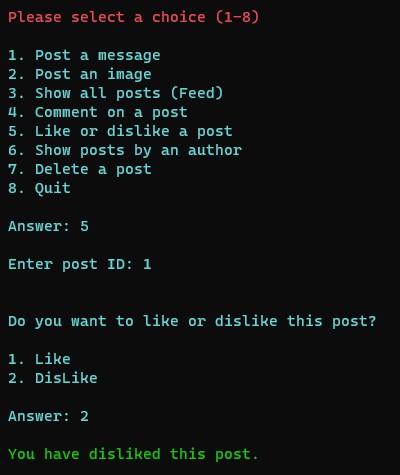 Please select a choice (1-8)
1. Post a message
2. Post an image
3. Show all posts (Feed)
4. Comment on a post
5. Like or dislike a post
6. Show posts by an author
7. Delete a post
8. Quit
Answer: 5
Enter post ID: 1
Do you want to like or dislike this post?
1. Like
2. DisLike
Answer: 2
You have disliked this post.